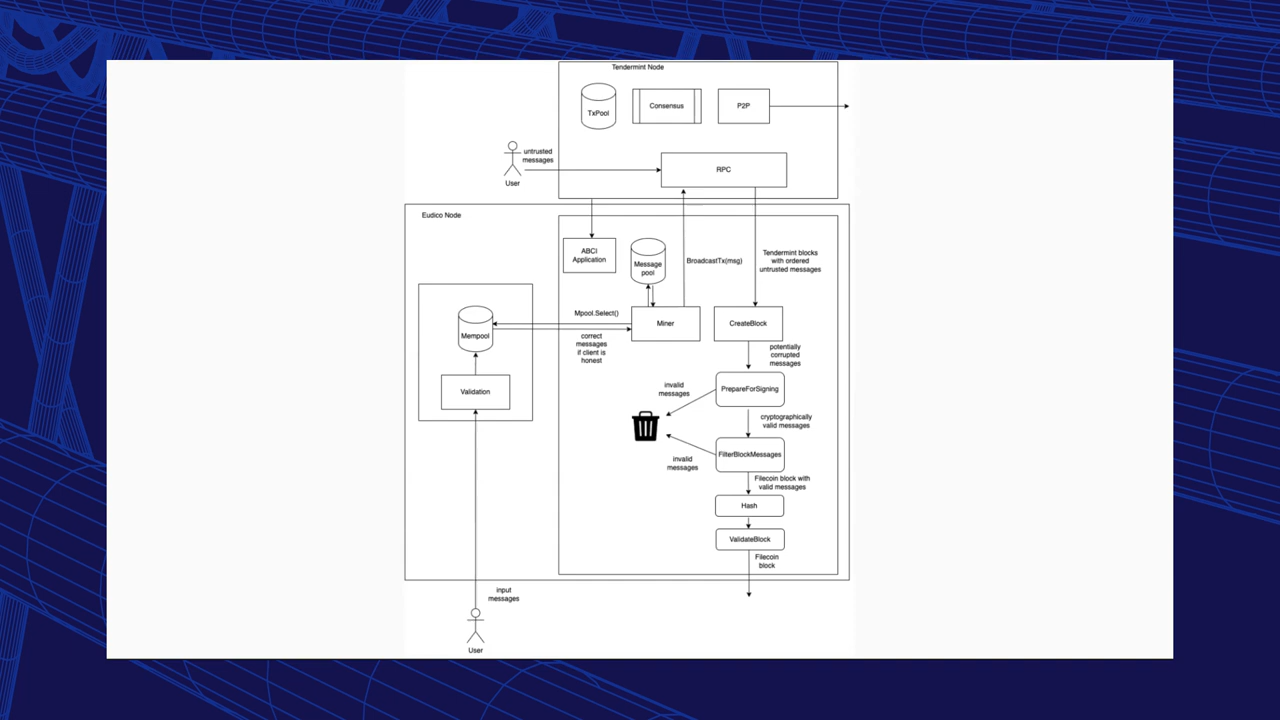 Tendermint Node
TxPool
Consensus
P2P
untrusted
messages
User
RPC
Eudico Node
ABCI
Application
Message
pool
BroadcastTx(msg)
Tendermint blocks
with ordered
untrusted messages
Mempool
Mpool.Select()
correct
messages
if client is
honest
Miner
CreateBlock
potentially
corrupted
messages
Validation
invalid
messages
PrepareForSigning
cryptographically
valid messages
invalid
messages
FilterBlockMessages
Filecoin block with
valid messages
Hash
ValidateBlock
Filecoin
block
input
messages
User